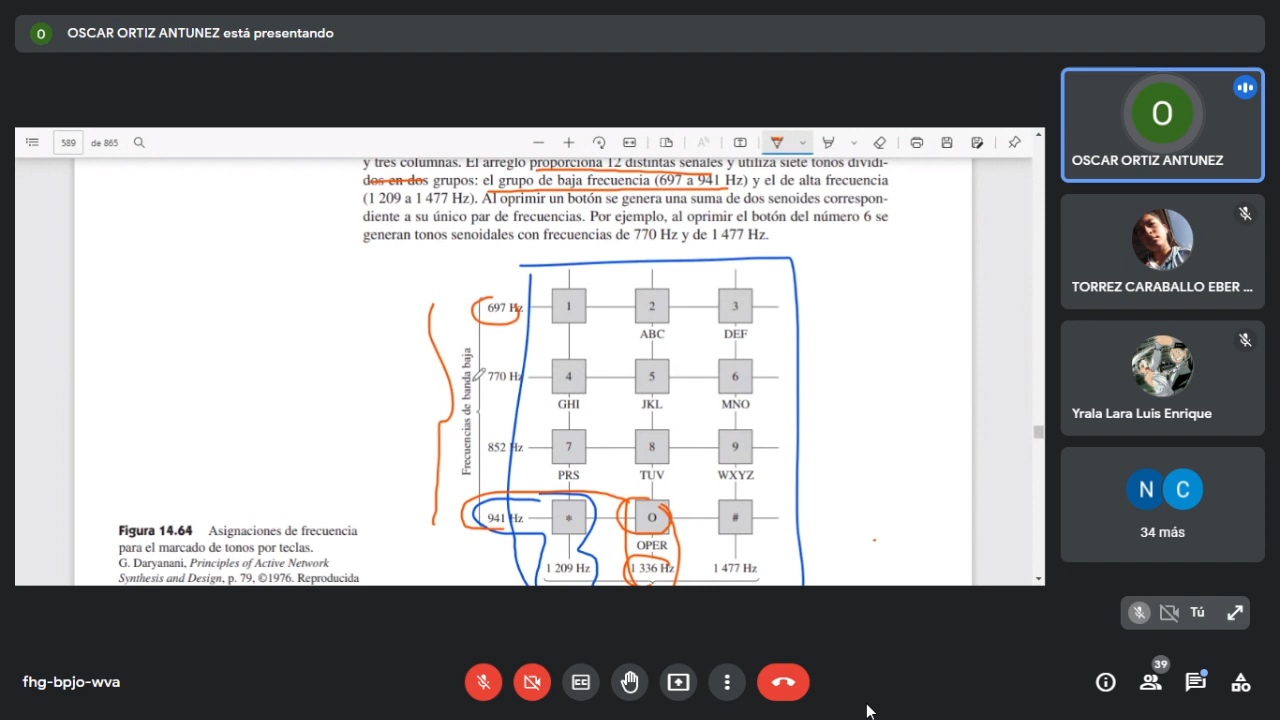 O
OSCAR ORTIZ ANTUNEZ está presentando
589 de 865
y tres columnas. El arreglo proporciona 12 distintas señales y utiliza siete tonos dividi-
dos en dos grupos: el grupo de baja frecuencia (697 a 941 Hz) y el de alta frecuencia
(1 209 a 1 477 Hz). Al oprimir un botón se genera una suma de dos senoides correspon-
diente a su único par de frecuencias. Por ejemplo, al oprimir el botón del número 6 se
generan tonos senoidales con frecuencias de 770 Hz y de 1 477 Hz.
697 Hz 1 2 3
ABC DEF
Frecuencias de banda baja
770 Hz 4 5 6
GHI JKL MNO
852 Hz 7 8 9
PRS TUV WXYZ
941 Hz * O #
OPER
1 209 Hz 1 336 Hz 1 477 Hz
Figura 14.64 Asignaciones de frecuencia
para el marcado de tonos por teclas.
G. Daryanani, Principles of Active Network
Synthesis and Design, p. 79, ©1976. Reproducida
O
OSCAR ORTIZ ANTUNEZ
TORREZ CARABALLO EBER ...
Yrala Lara Luis Enrique
N C
34 más
Tú
fhg-bpjo-wva
39